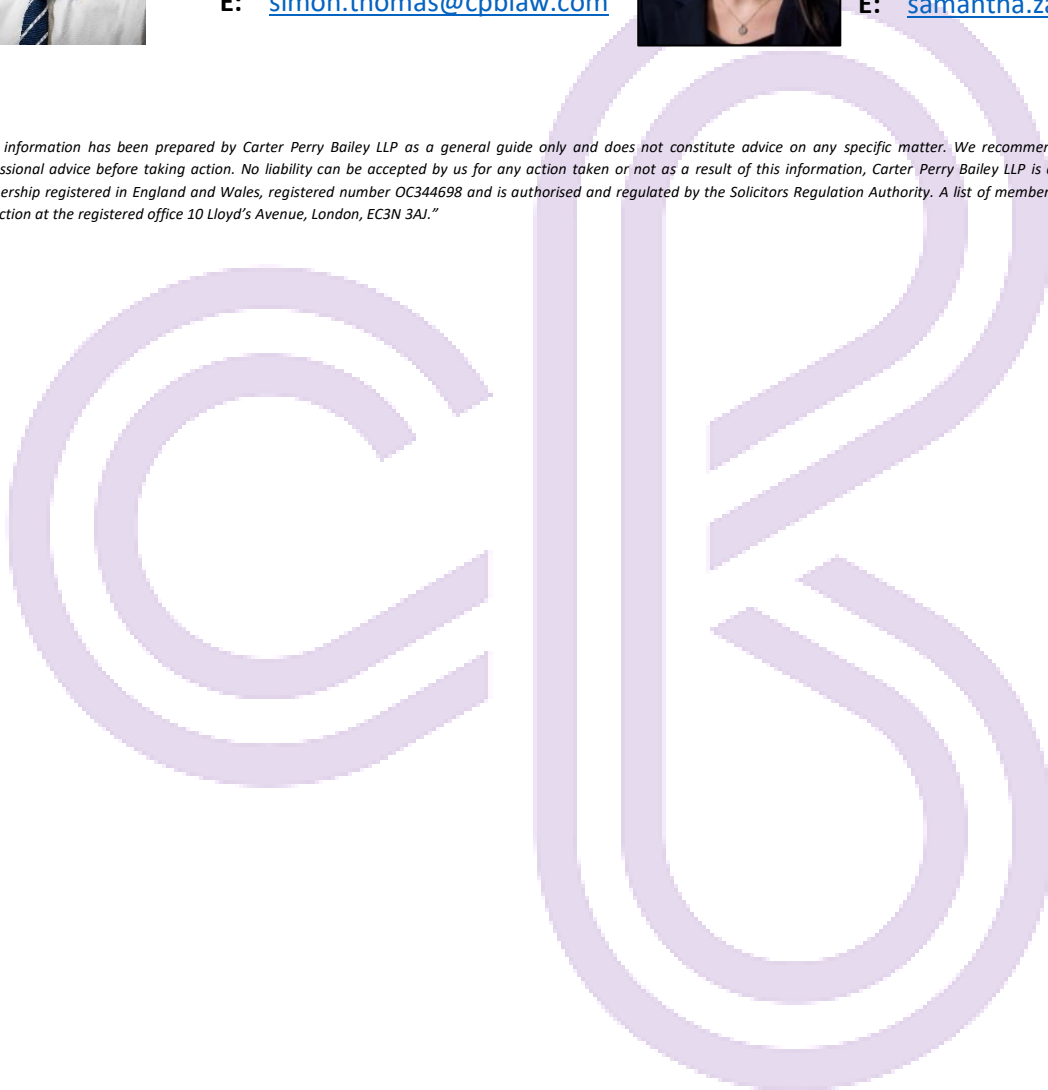 E: simon.thomas@cpblaw.com
E: samantha.za
information has been prepared by Carter Perry Bailey LLP as a general guide only and does not constitute advice on any specific matter. We recommen
ssional advice before taking action. No liability can be accepted by us for any action taken or not as a result of this information, Carter Perry Bailey LLP is
ership registered in England and Wales, registered number OC344698 and is authorised and regulated by the Solicitors Regulation Authority. A list of member
ction at the registered office 10 Lloyd’s Avenue, London, EC3N 3AJ.”